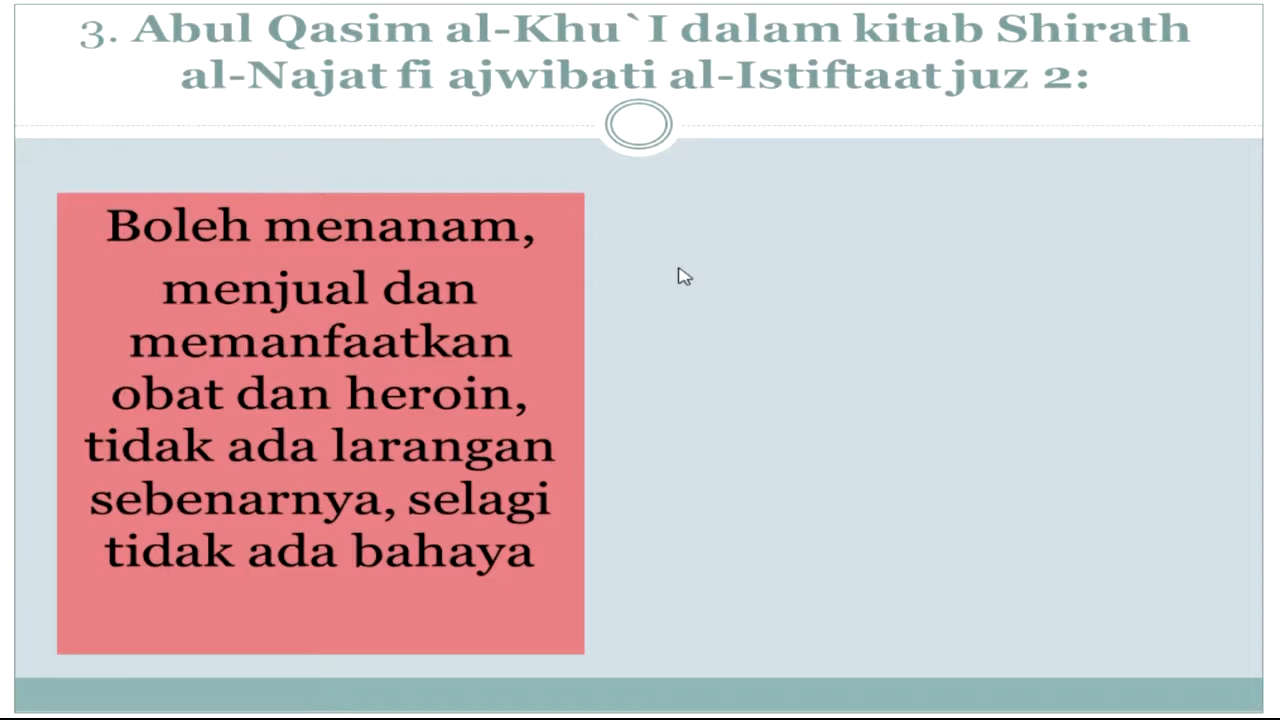 3. Abul Qasim al-Khu`I dalam kitab Shirath
al-Najat fi ajwibati al-Istiftaat juz 2:
Boleh menanam,
menjual dan
memanfaatkan
obat dan heroin,
tidak ada larangan
sebenarnya, selagi
tidak ada bahaya